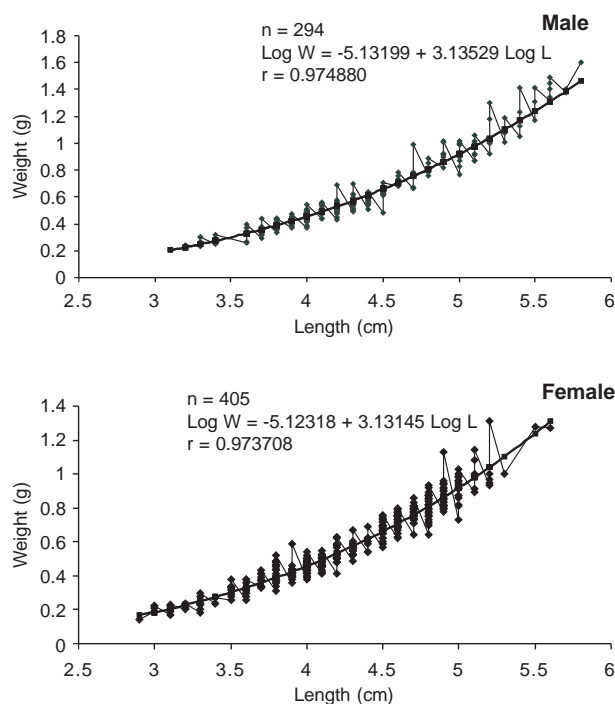 Male
n = 294
Log W = -5.13199 + 3.13529 Log L
r = 0.974880
Weight (g)
1.8
1.6
1.4
1.2
1
0.8
0.6
0.4
0.2
0
2.5 3 3.5 4 4.5 5 5.5 6
Length (cm)
Female
n = 405
Log W = -5.12318 + 3.13145 Log L
r = 0.973708
Weight (g)
1.4
1.2
1
0.8
0.6
0.4
0.2
0
2.5 3 3.5 4 4.5 5 5.5 6
Length (cm)